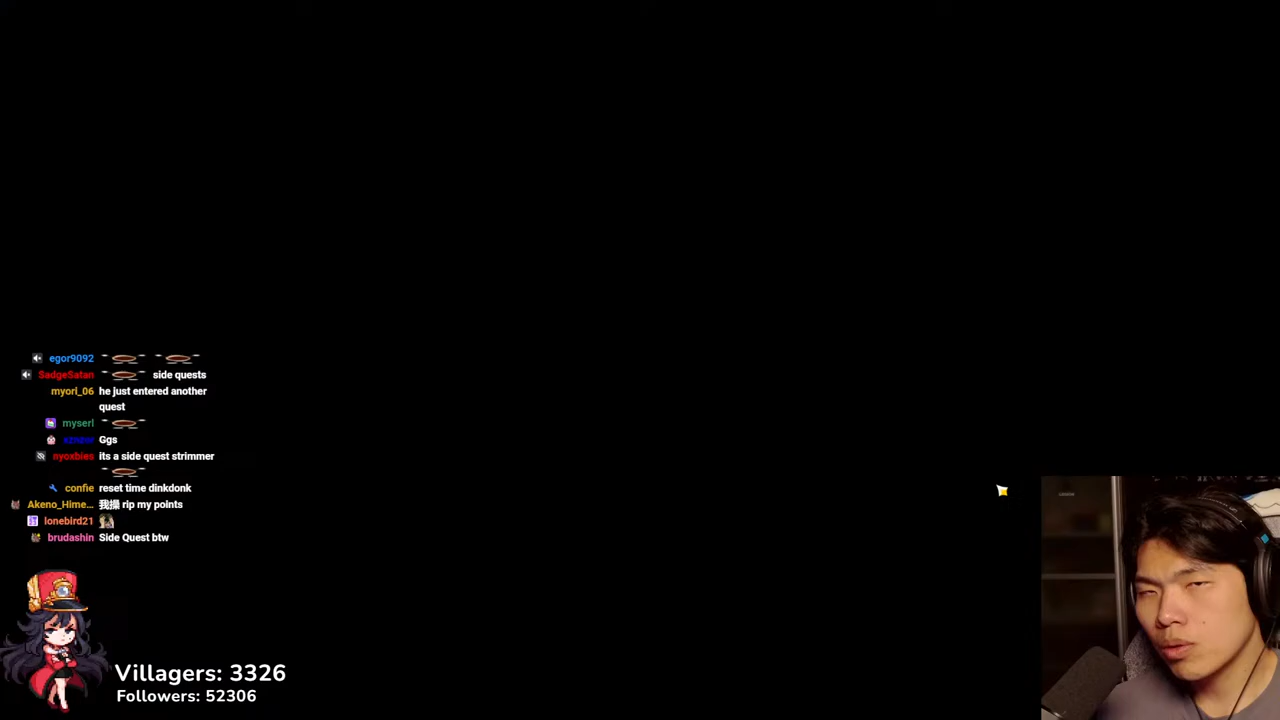 egor9092
SadgeSatan side quests
myori_06 he just entered another
quest
myserl
Ggs
nyoxbies its a side quest strimmer
confie reset time dinkdonk
Akeno_Hime... 我操 rip my points
lonebird21
brudashin Side Quest btw
Villagers: 3326
Followers: 52306